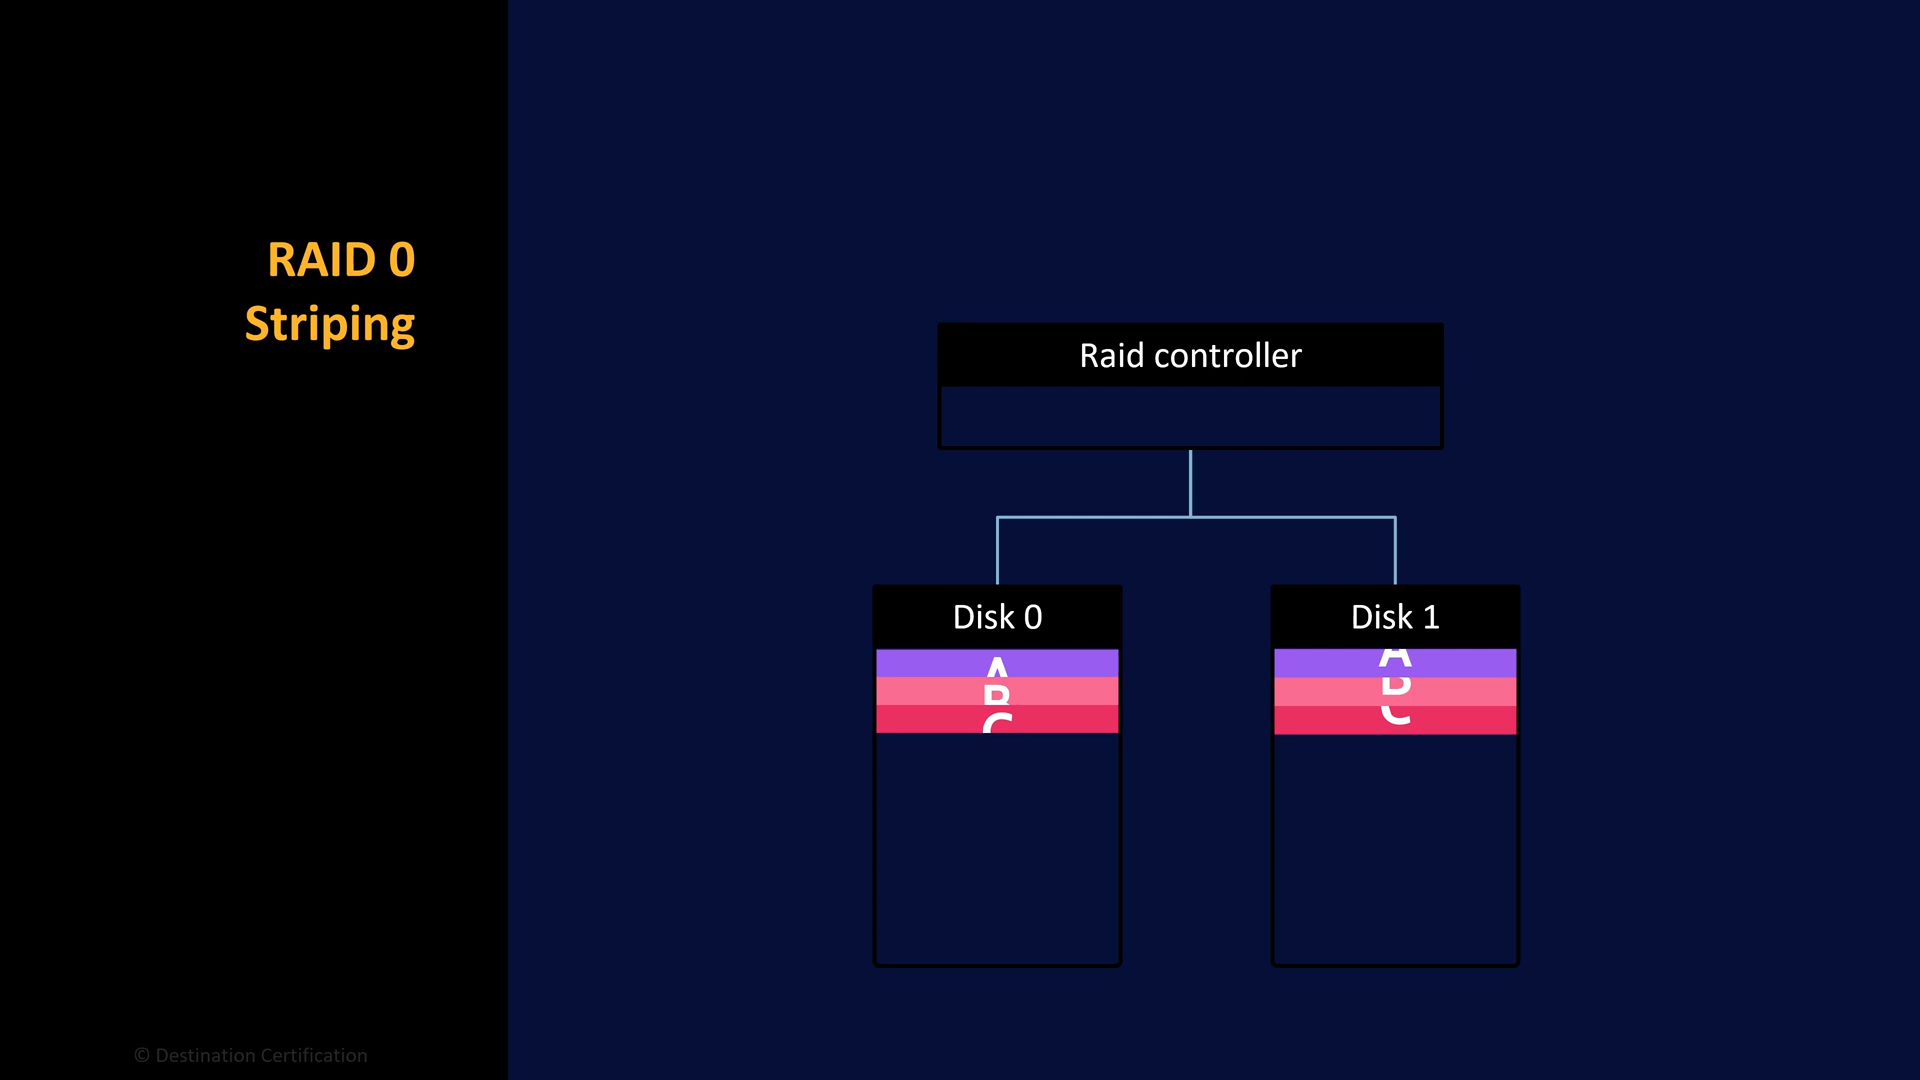 RAID 0
Striping
Raid controller
Disk 0
Disk 1
A
A
B
B
C
C
© Destination Certification